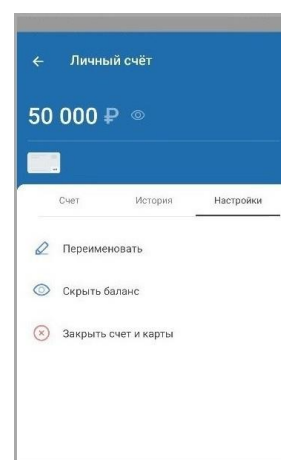 Личный счёт
50 000 ₽
Счет История Настройки
Переименовать
Скрыть баланс
Закрыть счет и карты